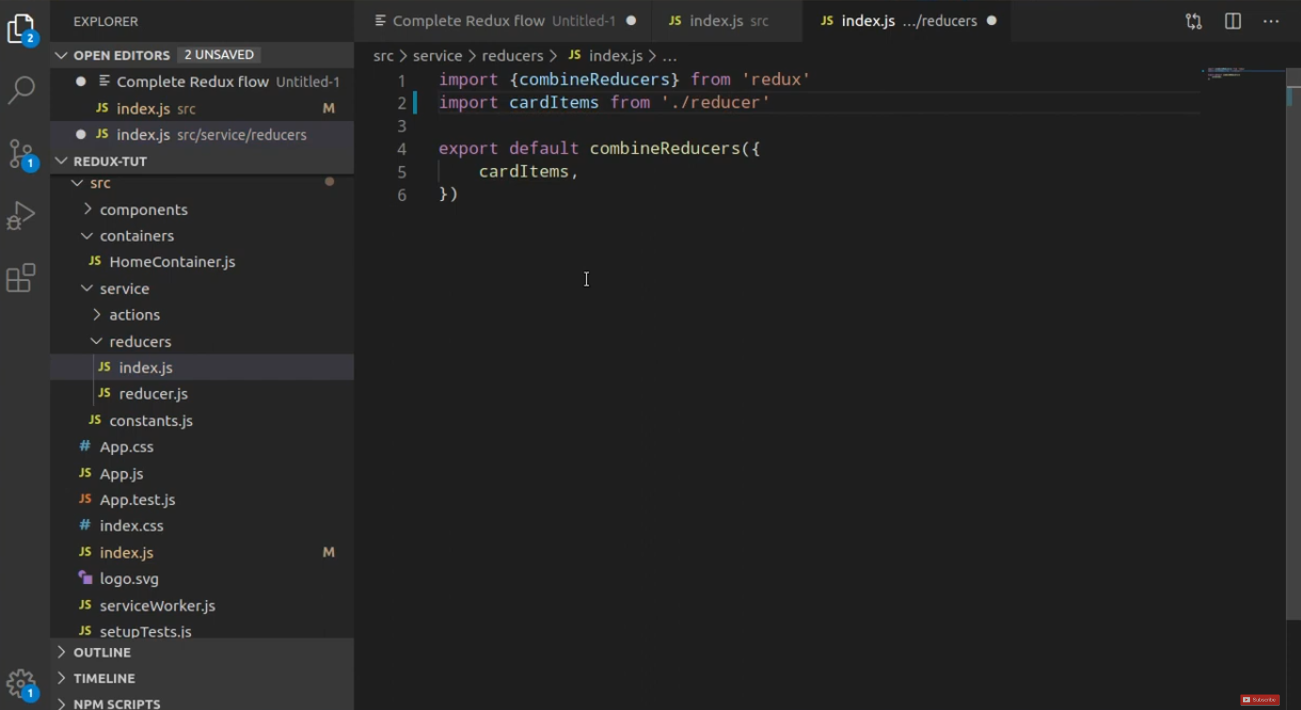 EXPLORER
OPEN EDITORS 2 UNSAVED
Complete Redux flow Untitled-1
JS index.js src M
JS index.js src/service/reducers
REDUX-TUT
src
components
containers
JS HomeContainer.js
service
actions
reducers
JS index.js
JS reducer.js
JS constants.js
# App.css
JS App.js
JS App.test.js
# index.css
JS index.js M
logo.svg
JS serviceWorker.js
JS setupTests.js
OUTLINE
TIMELINE
NPM SCRIPTS
2
1
1
Complete Redux flow Untitled-1 JS index.js src JS index.js .../reducers
src > service > reducers > JS index.js > ...
1 import {combineReducers} from 'redux'
2 import cardItems from './reducer'
3
4 export default combineReducers({
5 cardItems,
6 })
Subscribe